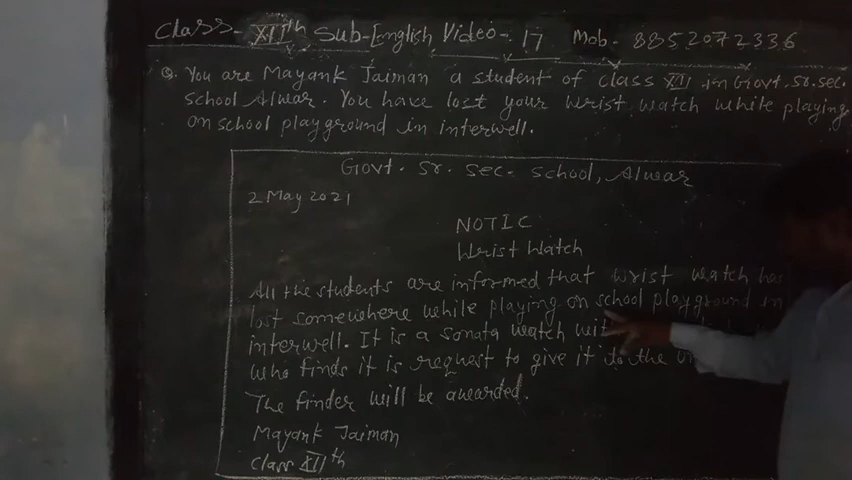 Class- XIIth Sub-English Video-17 Mob- 8852072336
Q. You are Mayank Jaiman a student of class XII in Govt. sr. sec.
school Alwar. You have lost your wrist watch while playing
on school playground in interwell.
Govt. sr. sec. school, Alwar
2 May 2021
NOTIC
Wrist Watch
All the students are informed that wrist watch has
lost somewhere while playing on school playground in
interwell. It is a sonata watch
who finds it is request to give it to the
The finder will be awarded.
Mayank Jaiman
Class XIIth